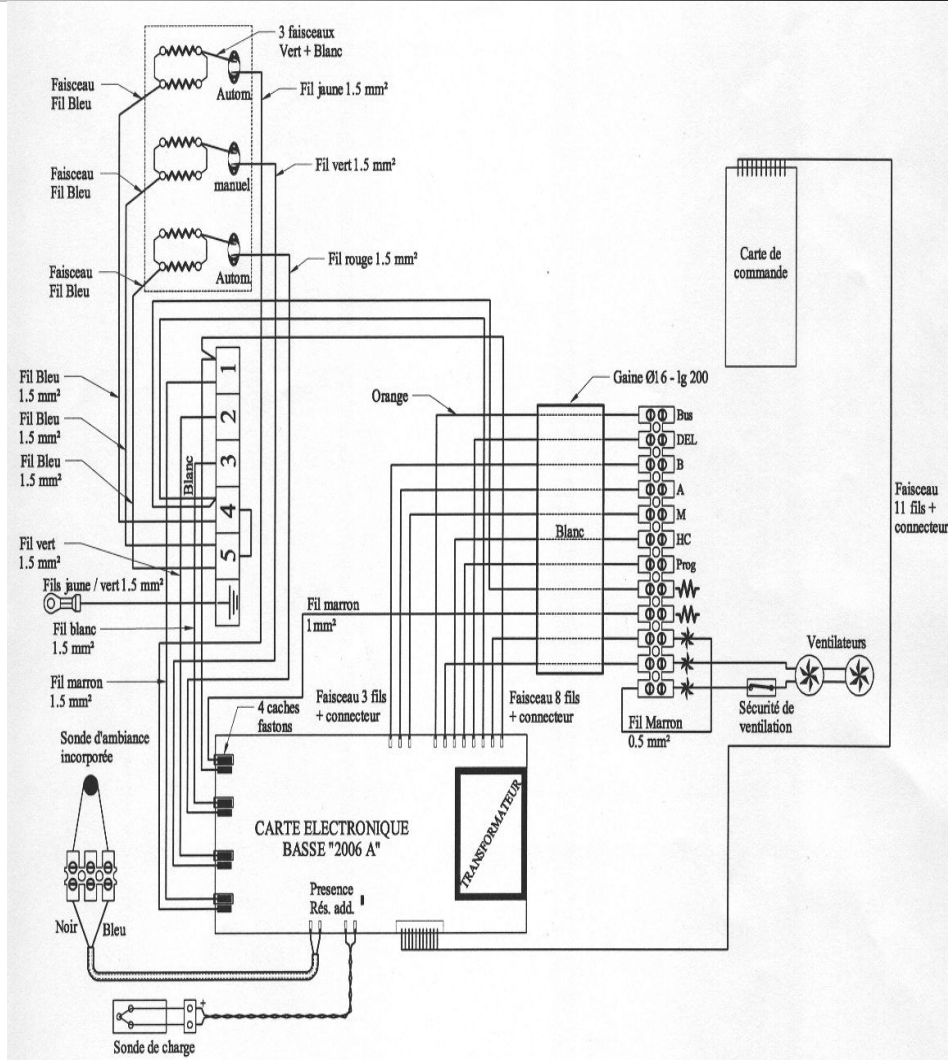 3 faisceaux
Vert + Blanc
Faisceau
Fil Bleu
Autom.
Fil jaune 1.5 mm²
Fil vert 1.5 mm²
Faisceau
Fil Bleu
manuel
Fil rouge 1.5 mm²
Faisceau
Fil Bleu
Autom.
Carte de
commande
Gaine Ø16 - lg 200
Fil Bleu
1.5 mm²
Fil Bleu
1.5 mm²
Fil Bleu
1.5 mm²
Orange
1
2
3
4
5
Blanc
Bus
DEL
B
A
M
HC
Prog
Blanc
Faisceau
11 fils +
connecteur
Fil vert
1.5 mm²
Fils jaune / vert 1.5 mm²
Fil blanc
1.5 mm²
Fil marron
1 mm²
Fil marron
1.5 mm²
Faisceau 3 fils
+ connecteur
Faisceau 8 fils
+ connecteur
Ventilateurs
Sécurité de
ventilation
Fil Marron
0.5 mm²
4 caches
fastons
Sonde d'ambiance
incorporée
CARTE ELECTRONIQUE
BASSE "2006 A"
TRANSFORMATEUR
Presence
Rés. add.
Noir
Bleu
+
Sonde de charge